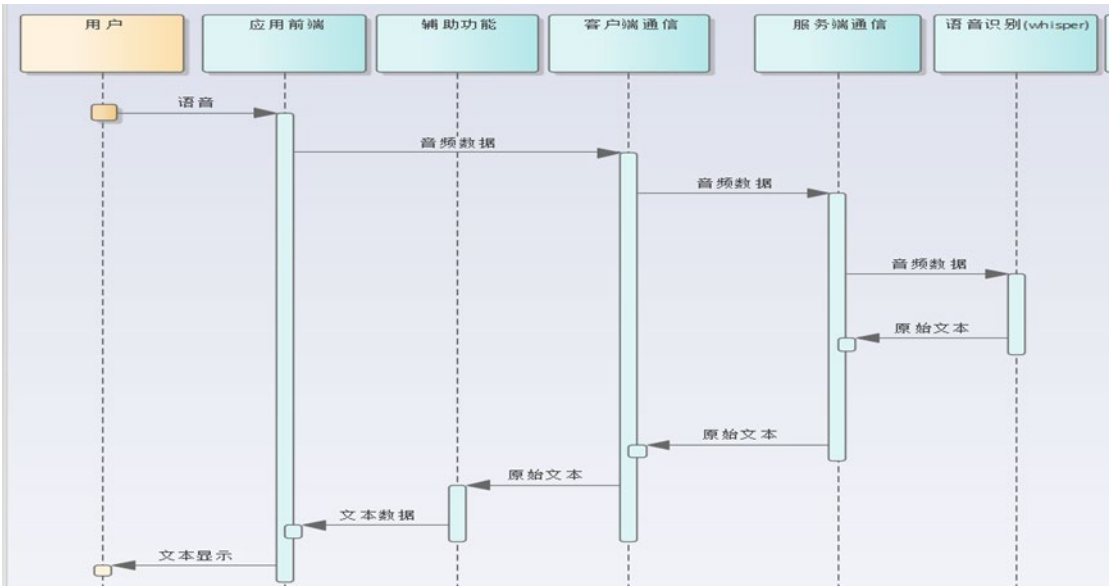 用户
应用前端
辅助功能
客户端通信
服务端通信
语音识别(whisper)
语音
音频数据
音频数据
音频数据
原始文本
原始文本
原始文本
文本数据
文本显示